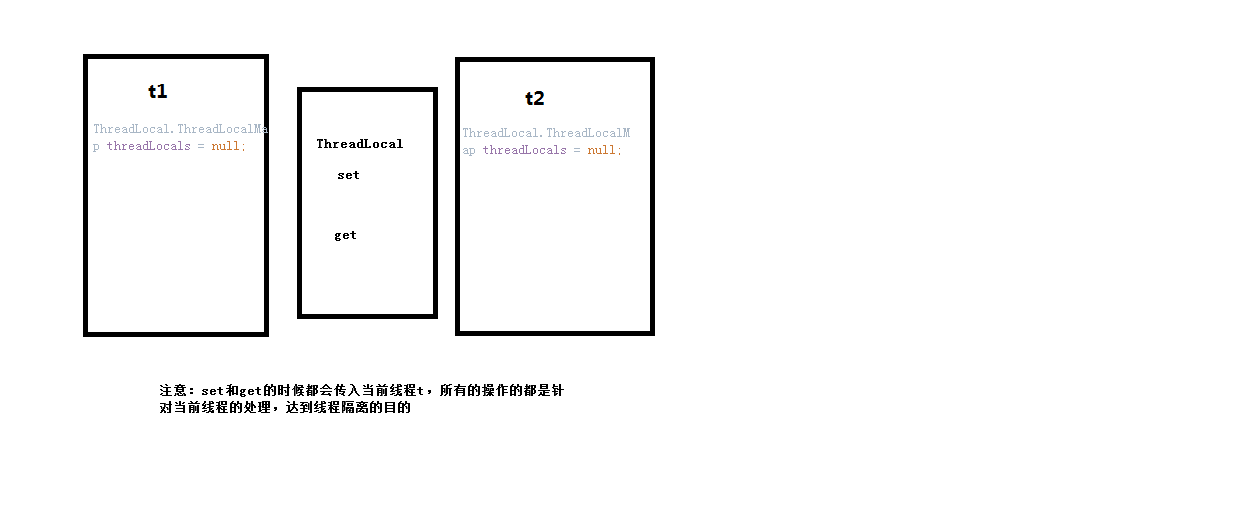 t1
ThreadLocal.ThreadLocalMa
p threadLocals = null;
ThreadLocal
set
get
t2
ThreadLocal.ThreadLocalM
ap threadLocals = null;
注意：set和get的时候都会传入当前线程t，所有的操作的都是针
对当前线程的处理，达到线程隔离的目的